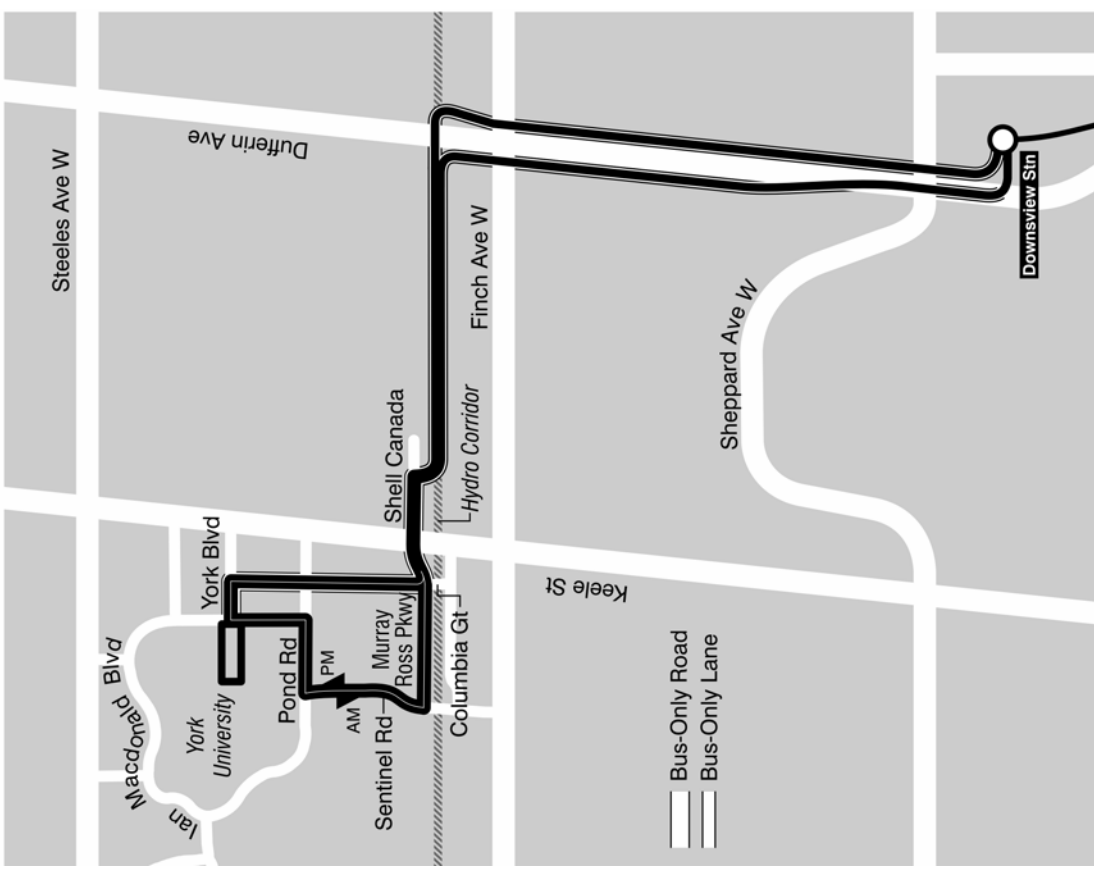 Steeles Ave W
Dufferin Ave
Finch Ave W
Sheppard Ave W
Downsview Stn
Shell Canada
Hydro Corridor
Keele St
York Blvd
Ian Macdonald Blvd
York
University
Pond Rd
PM
AM
Murray
Ross Pkwy
Sentinel Rd
Columbia Gt
Bus-Only Road
Bus-Only Lane